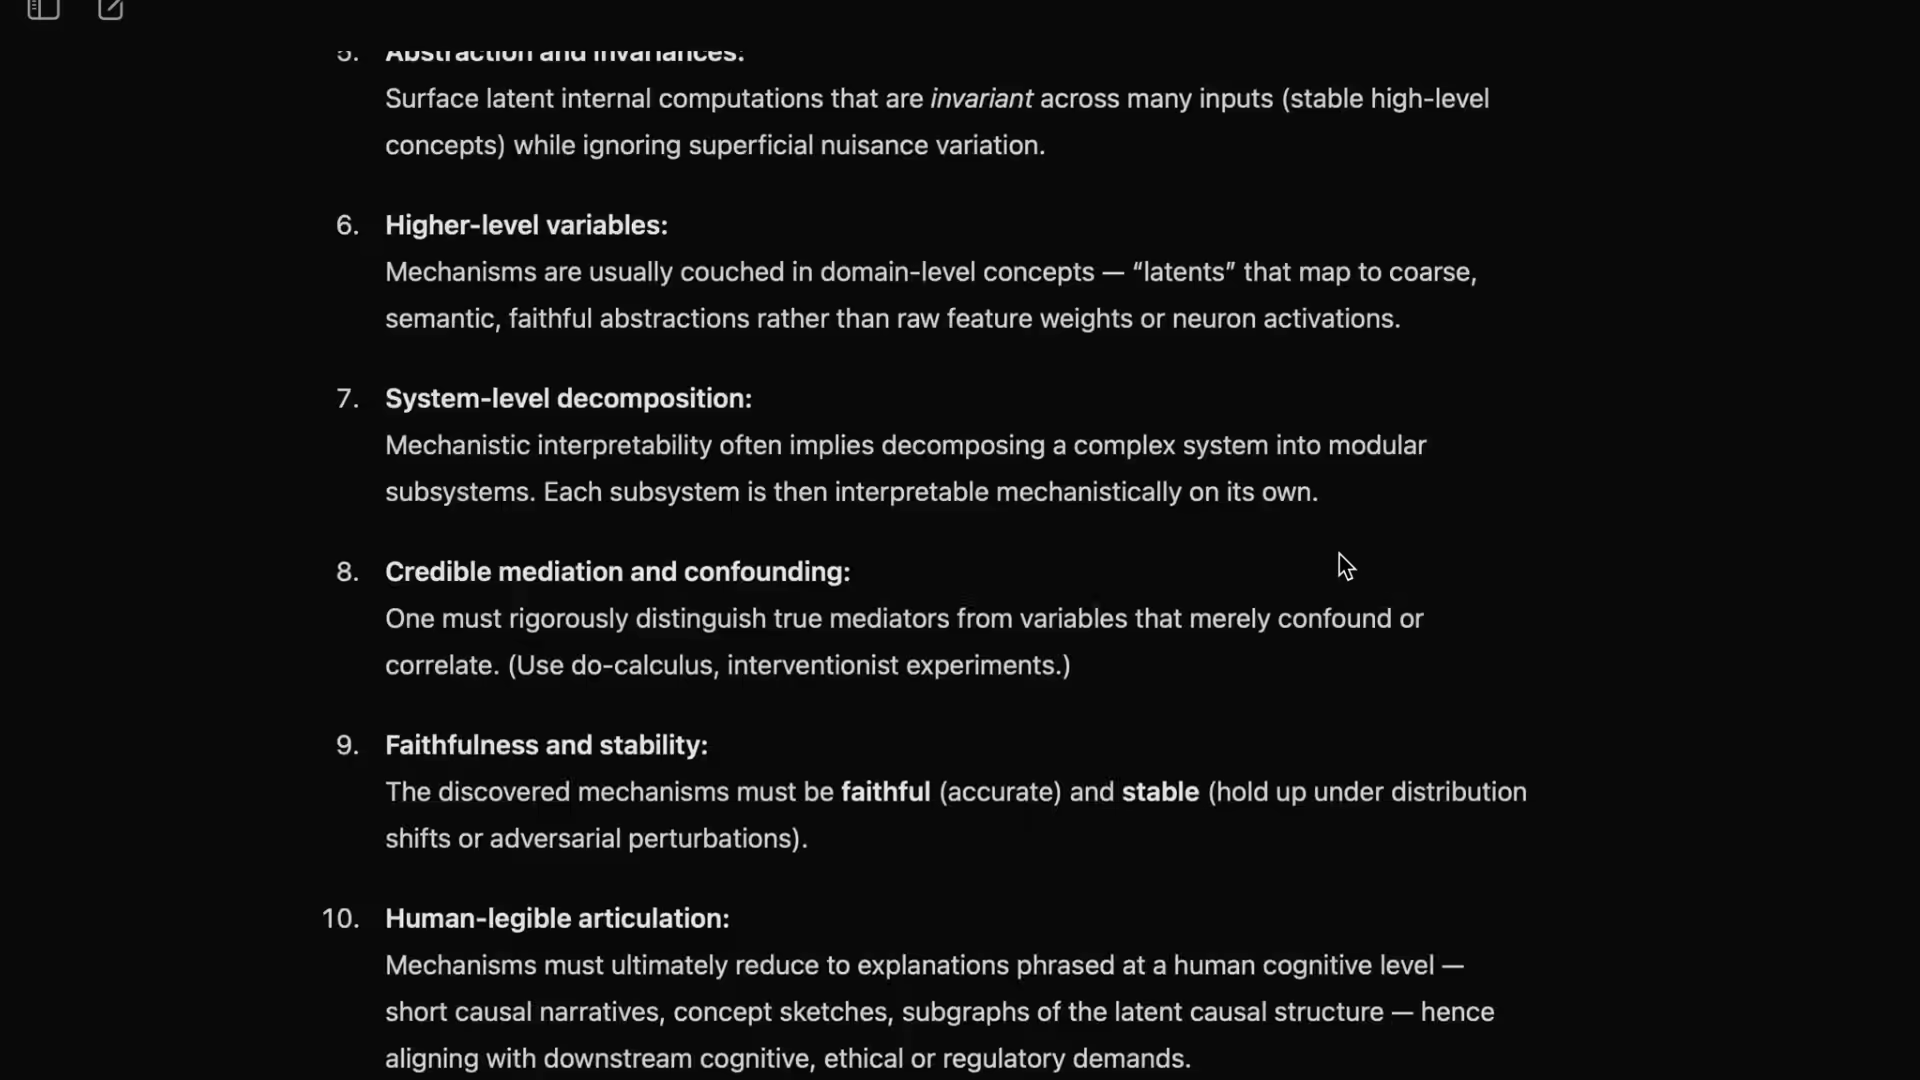 5. Abstraction and invariances:
Surface latent internal computations that are invariant across many inputs (stable high-level
concepts) while ignoring superficial nuisance variation.
6. Higher-level variables:
Mechanisms are usually couched in domain-level concepts — “latents” that map to coarse,
semantic, faithful abstractions rather than raw feature weights or neuron activations.
7. System-level decomposition:
Mechanistic interpretability often implies decomposing a complex system into modular
subsystems. Each subsystem is then interpretable mechanistically on its own.
8. Credible mediation and confounding:
One must rigorously distinguish true mediators from variables that merely confound or
correlate. (Use do-calculus, interventionist experiments.)
9. Faithfulness and stability:
The discovered mechanisms must be faithful (accurate) and stable (hold up under distribution
shifts or adversarial perturbations).
10. Human-legible articulation:
Mechanisms must ultimately reduce to explanations phrased at a human cognitive level —
short causal narratives, concept sketches, subgraphs of the latent causal structure — hence
aligning with downstream cognitive, ethical or regulatory demands.